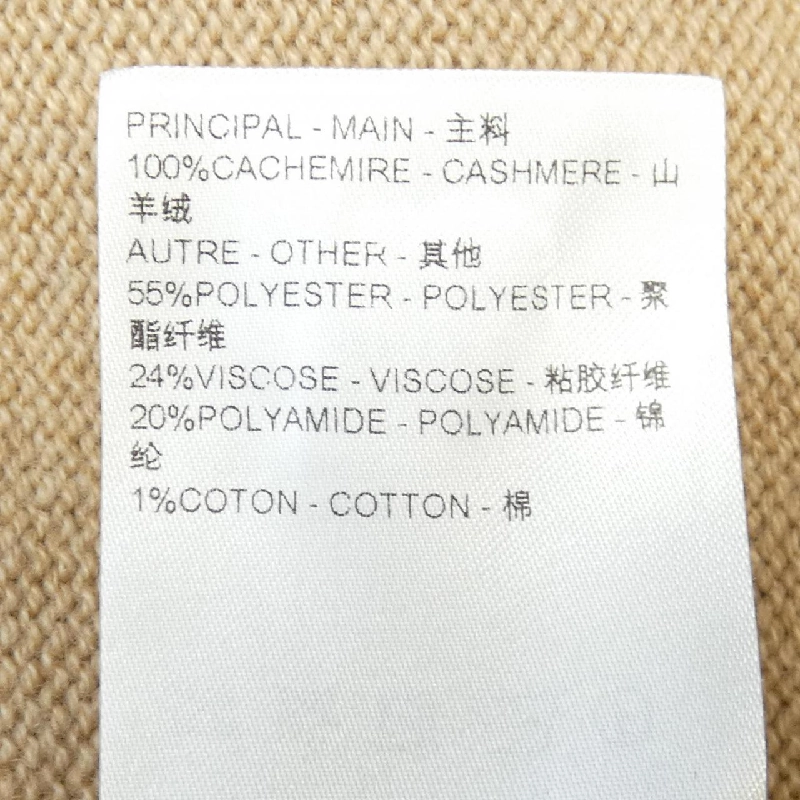 PRINCIPAL - MAIN - 主料
100%CACHEMIRE - CASHMERE - 山
羊绒
AUTRE - OTHER - 其他
55%POLYESTER - POLYESTER - 聚
酯纤维
24%VISCOSE - VISCOSE - 粘胶纤维
20%POLYAMIDE - POLYAMIDE - 锦
纶
1%COTON - COTTON - 棉